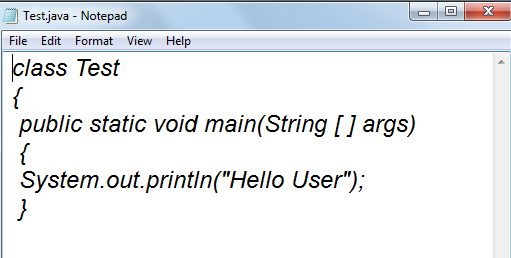 Test.java - Notepad
File Edit Format View Help
class Test
{
public static void main(String [ ] args)
{
System.out.println("Hello User");
}